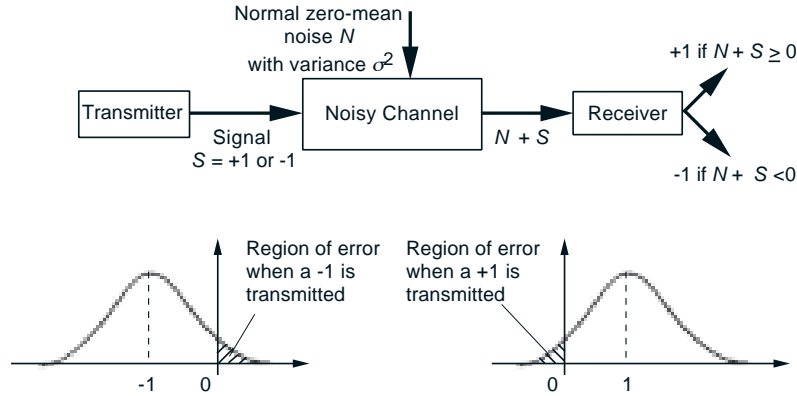 Normal zero-mean
noise N
with variance σ²
Transmitter
Noisy Channel
Receiver
Signal
S = +1 or -1
N + S
+1 if N + S ≥ 0
-1 if N + S <0
Region of error
when a -1 is
transmitted
Region of error
when a +1 is
transmitted
-1
0
0
1